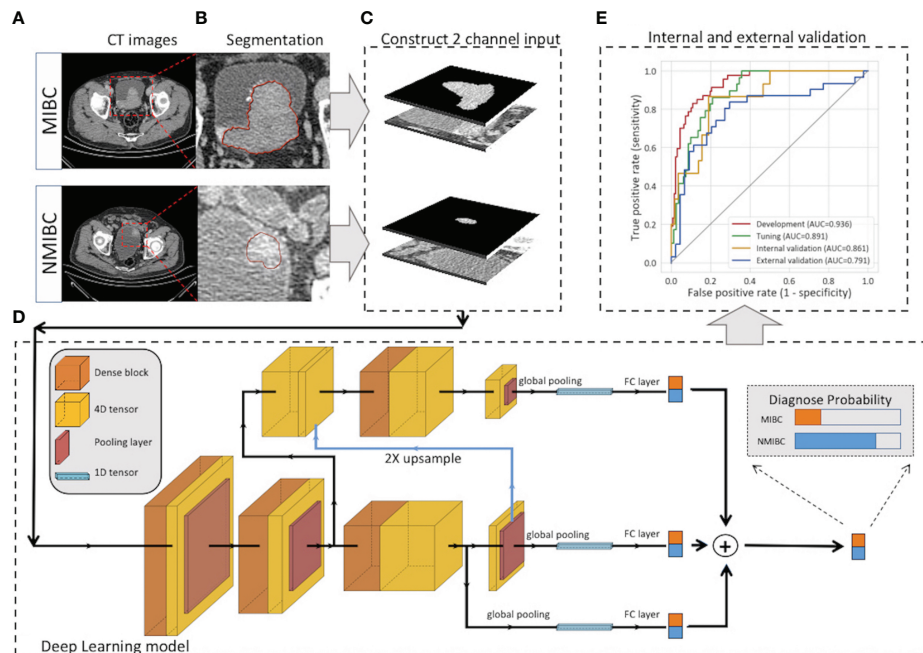 A
B
C
E
CT images
Segmentation
Construct 2 channel input
Internal and external validation
MIBC
NMIBC
True positive rate (sensitivity)
1.0
0.8
0.6
0.4
0.2
0.0
Development (AUC=0.936)
Tuning (AUC=0.891)
Internal validation (AUC=0.861)
External validation (AUC=0.791)
0.0 0.2 0.4 0.6 0.8 1.0
False positive rate (1 - specificity)
D
Dense block
4D tensor
Pooling layer
1D tensor
global pooling
FC layer
2X upsample
global pooling
FC layer
global pooling
FC layer
+
Diagnose Probability
MIBC
NMIBC
Deep Learning model